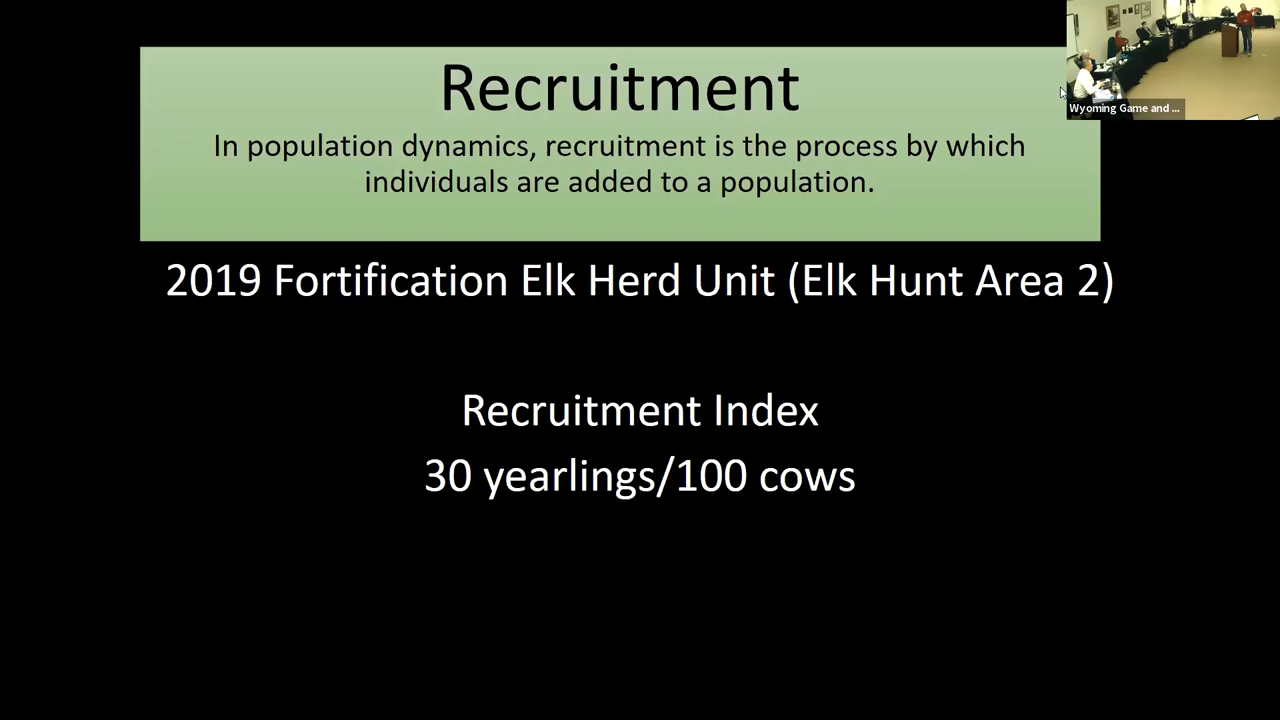 Recruitment
In population dynamics, recruitment is the process by which
individuals are added to a population.
Wyoming Game and ...
2019 Fortification Elk Herd Unit (Elk Hunt Area 2)
Recruitment Index
30 yearlings/100 cows